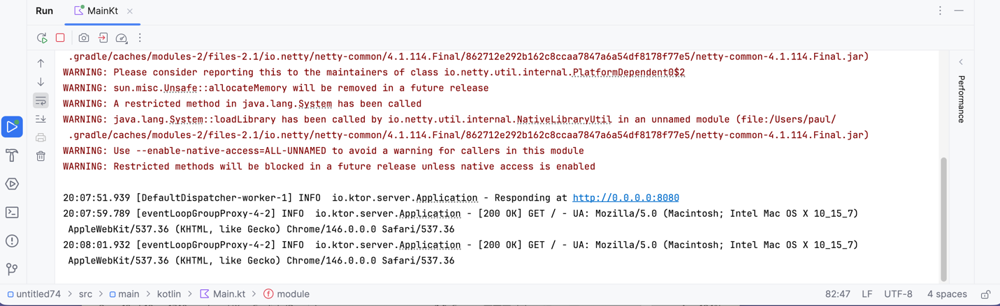 Run
MainKt
.gradle/caches/modules-2/files-2.1/io.netty/netty-common/4.1.114.Final/862712e292b162c8ccaa7847a6a54df8178f77e5/netty-common-4.1.114.Final.jar)
WARNING: Please consider reporting this to the maintainers of class io.netty.util.internal.PlatformDependent0$2
WARNING: sun.misc.Unsafe::allocateMemory will be removed in a future release
WARNING: A restricted method in java.lang.System has been called
WARNING: java.lang.System::loadLibrary has been called by io.netty.util.internal.NativeLibraryUtil in an unnamed module (file:/Users/paul/
.gradle/caches/modules-2/files-2.1/io.netty/netty-common/4.1.114.Final/862712e292b162c8ccaa7847a6a54df8178f77e5/netty-common-4.1.114.Final.jar)
WARNING: Use --enable-native-access=ALL-UNNAMED to avoid a warning for callers in this module
WARNING: Restricted methods will be blocked in a future release unless native access is enabled
20:07:51.939 [DefaultDispatcher-worker-1] INFO  io.ktor.server.Application - Responding at http://0.0.0.0:8080
20:07:59.789 [eventLoopGroupProxy-4-2] INFO  io.ktor.server.Application - [200 OK] GET / - UA: Mozilla/5.0 (Macintosh; Intel Mac OS X 10_15_7)
AppleWebKit/537.36 (KHTML, like Gecko) Chrome/146.0.0.0 Safari/537.36
20:08:01.932 [eventLoopGroupProxy-4-2] INFO  io.ktor.server.Application - [200 OK] GET / - UA: Mozilla/5.0 (Macintosh; Intel Mac OS X 10_15_7)
AppleWebKit/537.36 (KHTML, like Gecko) Chrome/146.0.0.0 Safari/537.36
Performance
untitled74 > src > main > kotlin > Main.kt > module
82:47 LF UTF-8 4 spaces